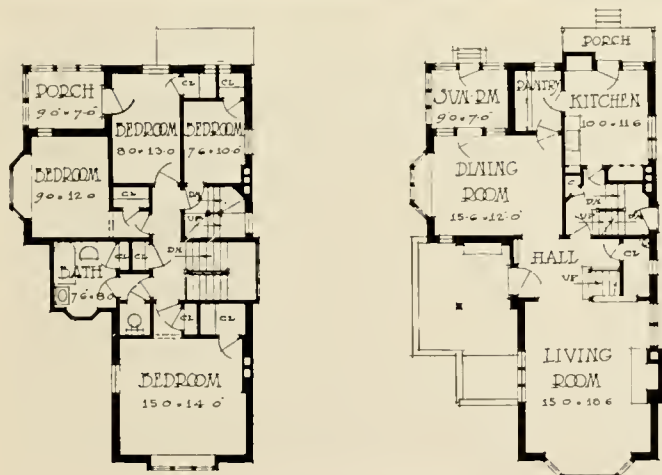 PORCH
9'0"×7'0"
BEDROOM
8'0×13'0
CL
CL
BEDROOM
7'6×10'0"
BEDROOM
9'0×12'0
CL
DN
UP
DN
BATH
7'6×8'0
CL
CL
CL
CL
BEDROOM
15'0×14'0"
PORCH
SUN·RM
9'0×7'0"
PANTRY
KITCHEN
10'0×11'6
DINING
ROOM
15'-6×12'-0"
C
DN
UP
DN
HALL
UP
CL
LIVING
ROOM
15'0×18'6